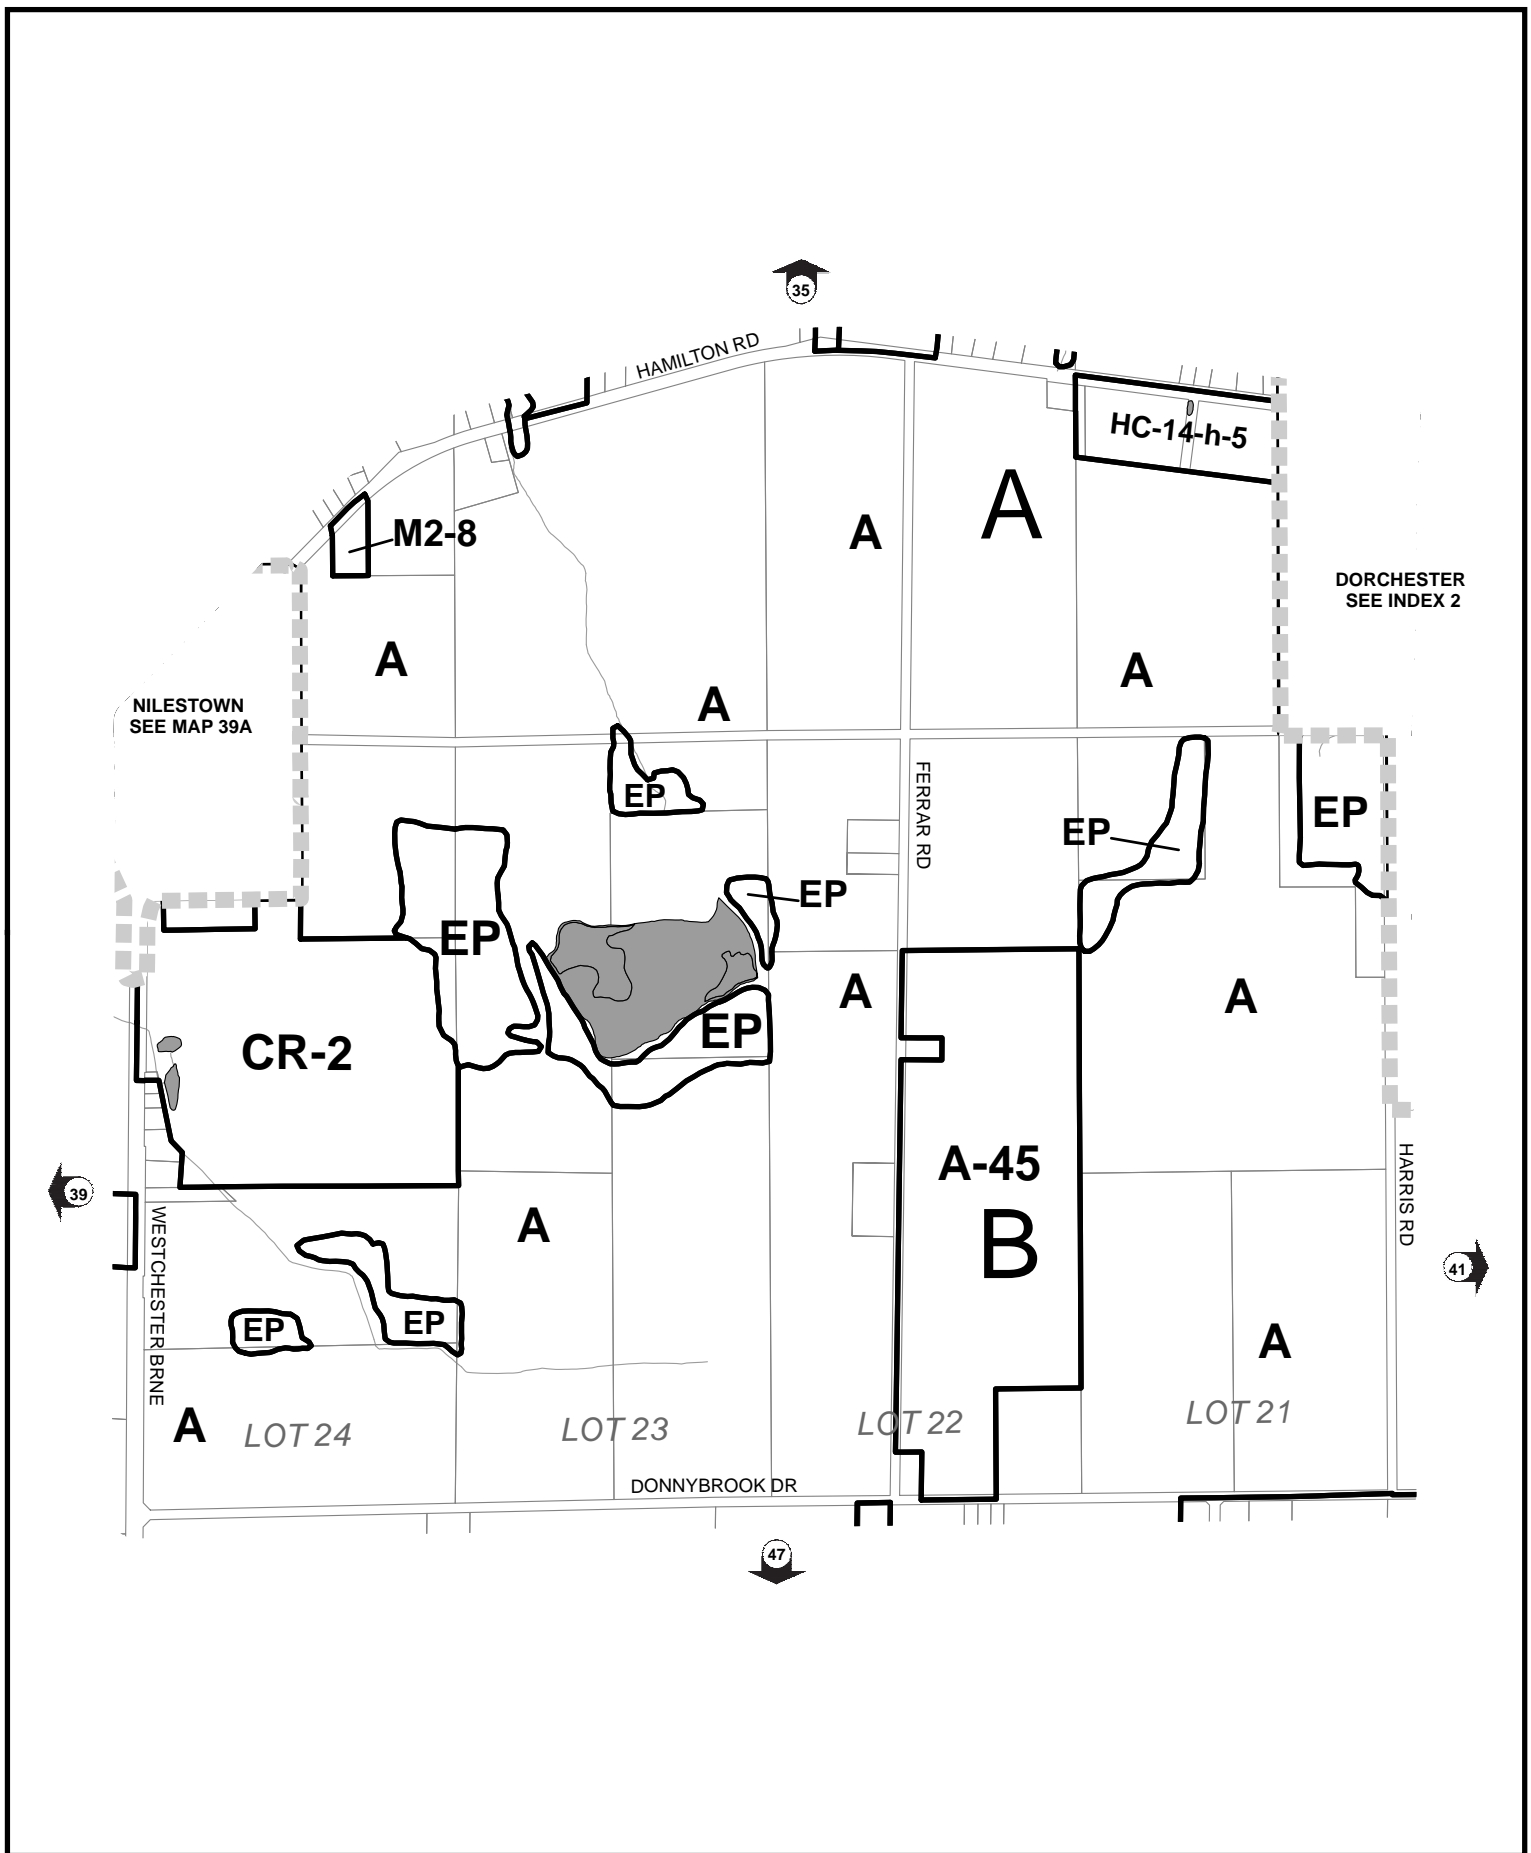 35
HAMILTON RD
HC-14-h-5
A
M2-8
A
DORCHESTER
SEE INDEX 2
A
A
A
NILESTOWN
SEE MAP 39A
FERRAR RD
EP
EP
EP
EP
EP
A
A
EP
CR-2
A-45
HARRIS RD
39
WESTCHESTER BRNE
A
B
41
EP
EP
A
A
LOT 24
LOT 23
LOT 22
LOT 21
DONNYBROOK DR
47